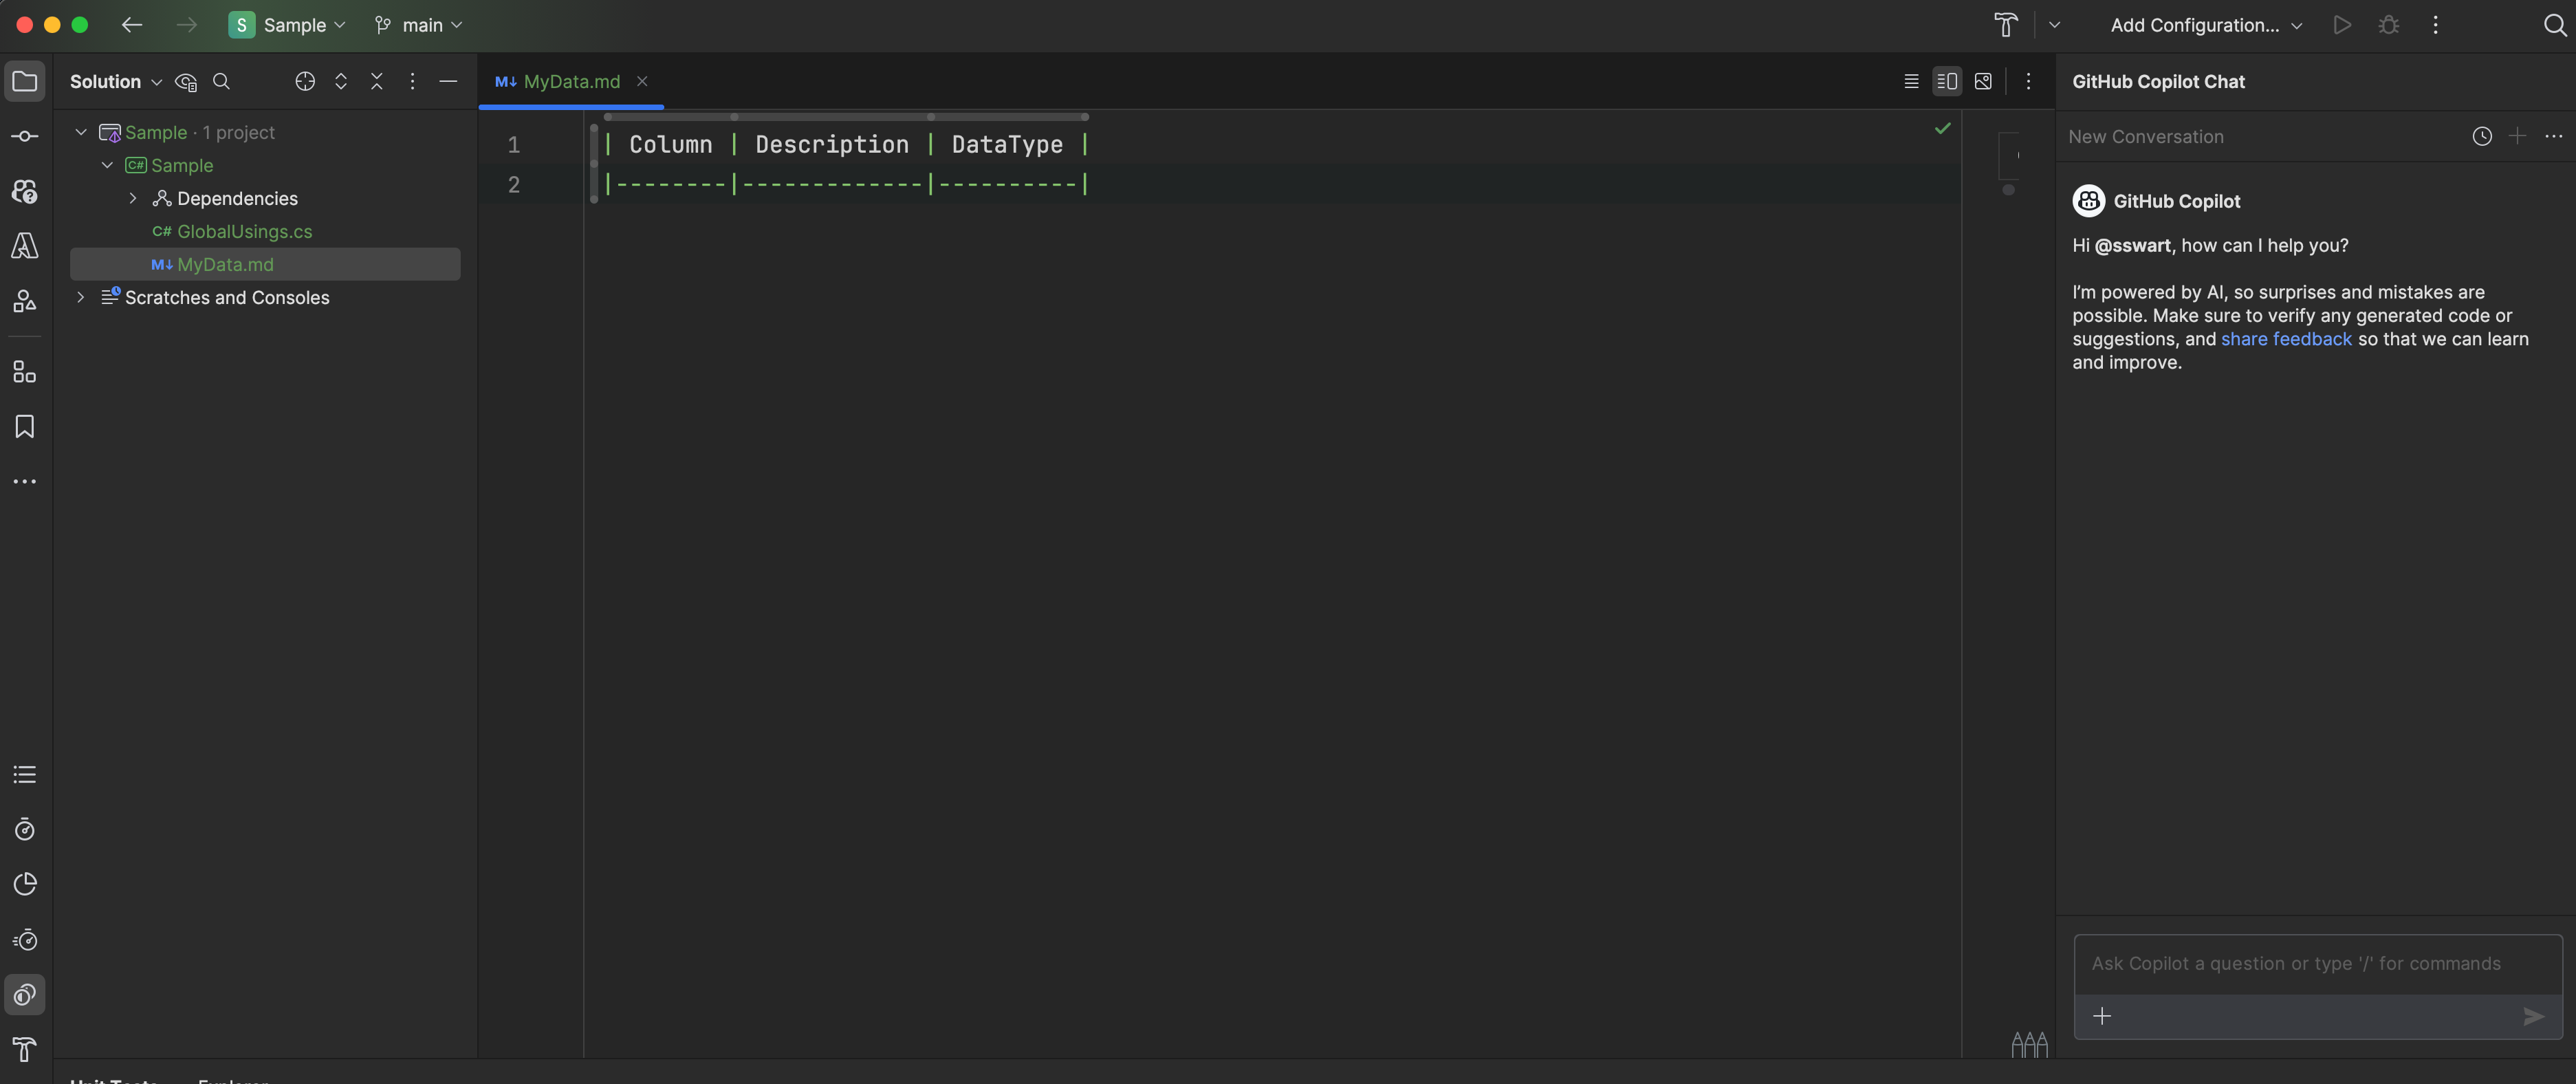 S Sample main
Add Configuration...
Solution
M↓ MyData.md
GitHub Copilot Chat
Sample · 1 project
C# Sample
Dependencies
C# GlobalUsings.cs
M↓ MyData.md
Scratches and Consoles
1 | Column | Description | DataType |
2 |--------|-------------|----------|
New Conversation
GitHub Copilot
Hi @sswart, how can I help you?
I'm powered by AI, so surprises and mistakes are
possible. Make sure to verify any generated code or
suggestions, and share feedback so that we can learn
and improve.
Ask Copilot a question or type '/' for commands
Unit Tests Explorer